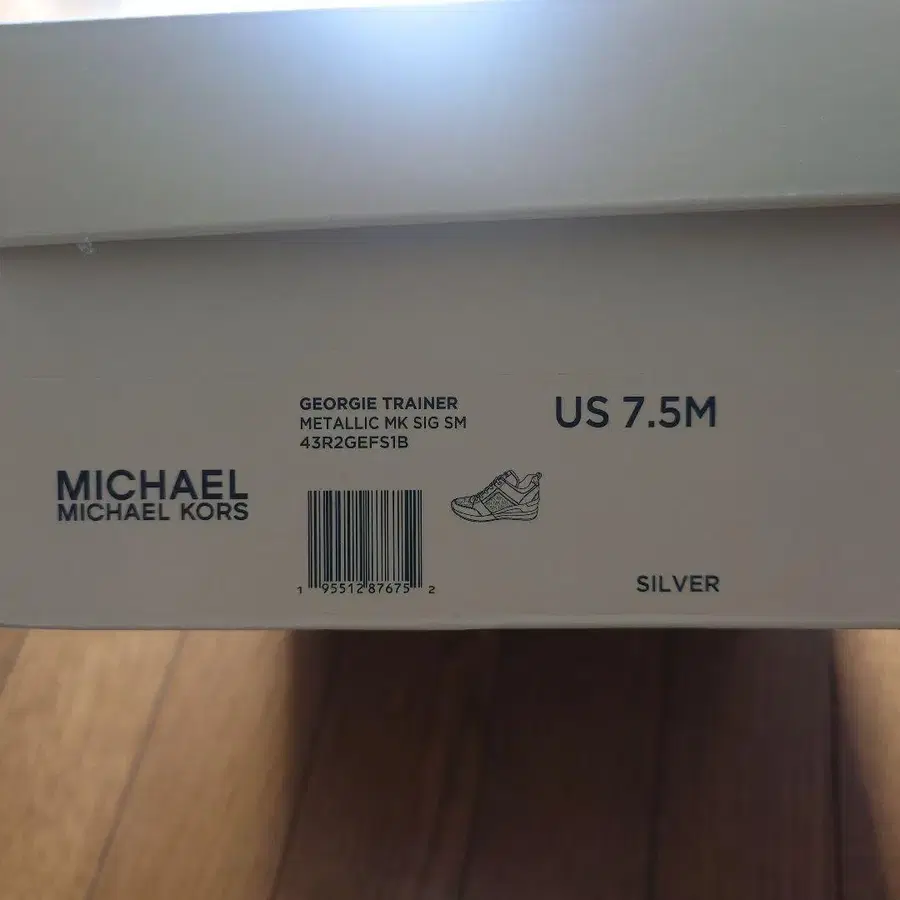 GEORGIE TRAINER
METALLIC MK SIG SM
43R2GEFS1B
US 7.5M
MICHAEL
MICHAEL KORS
1 95512 87675 2
SILVER